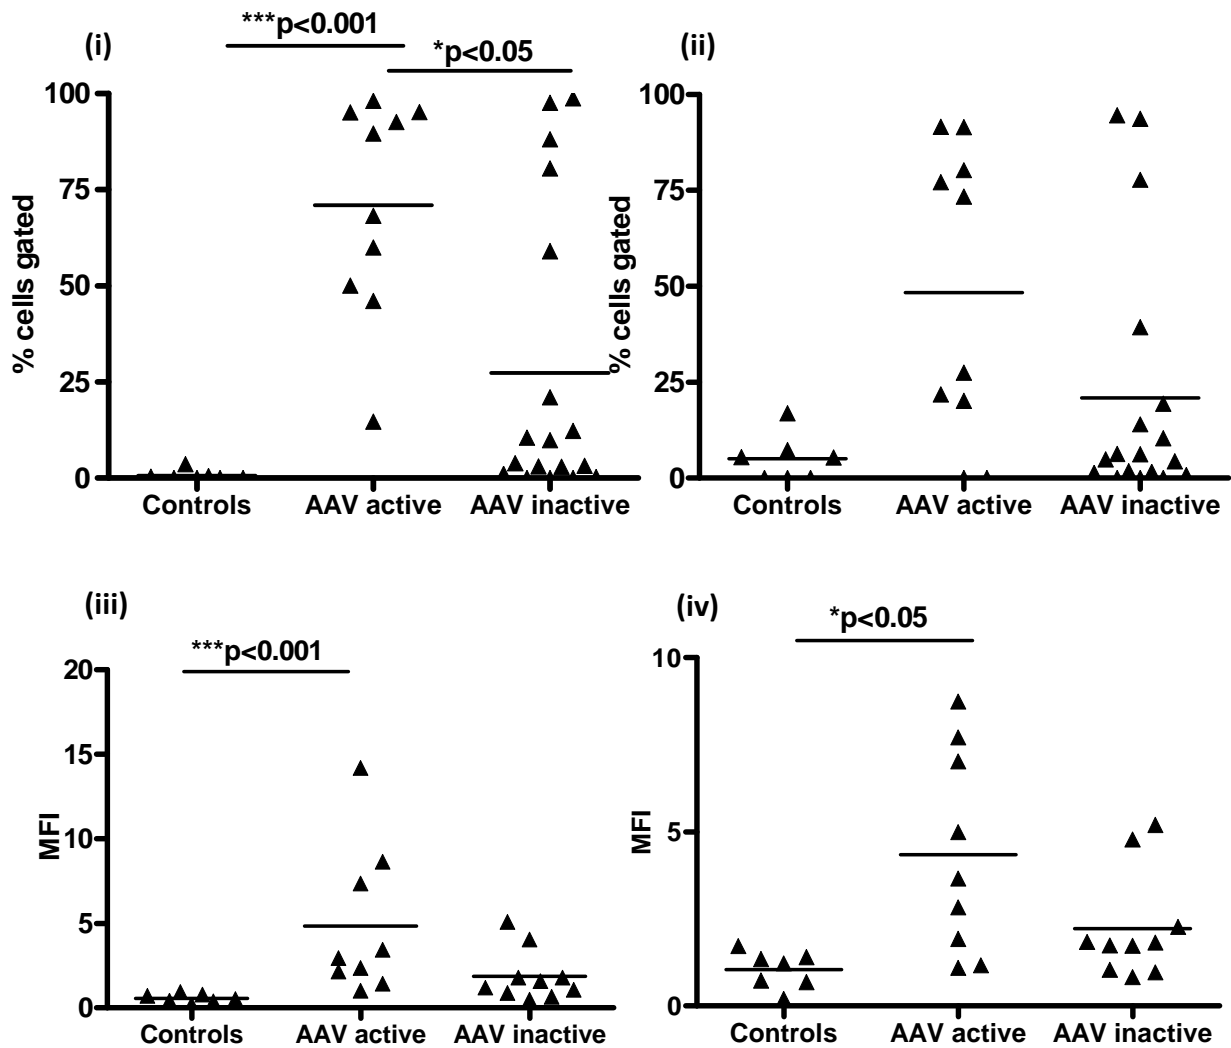 (i)
***p<0.001
*p<0.05
100
75
50
25
0
% cells gated
Controls AAV active AAV inactive
(ii)
100
75
50
25
0
% cells gated
Controls AAV active AAV inactive
(iii)
***p<0.001
20
15
10
5
0
MFI
Controls AAV active AAV inactive
(iv)
*p<0.05
10
5
0
MFI
Controls AAV active AAV inactive